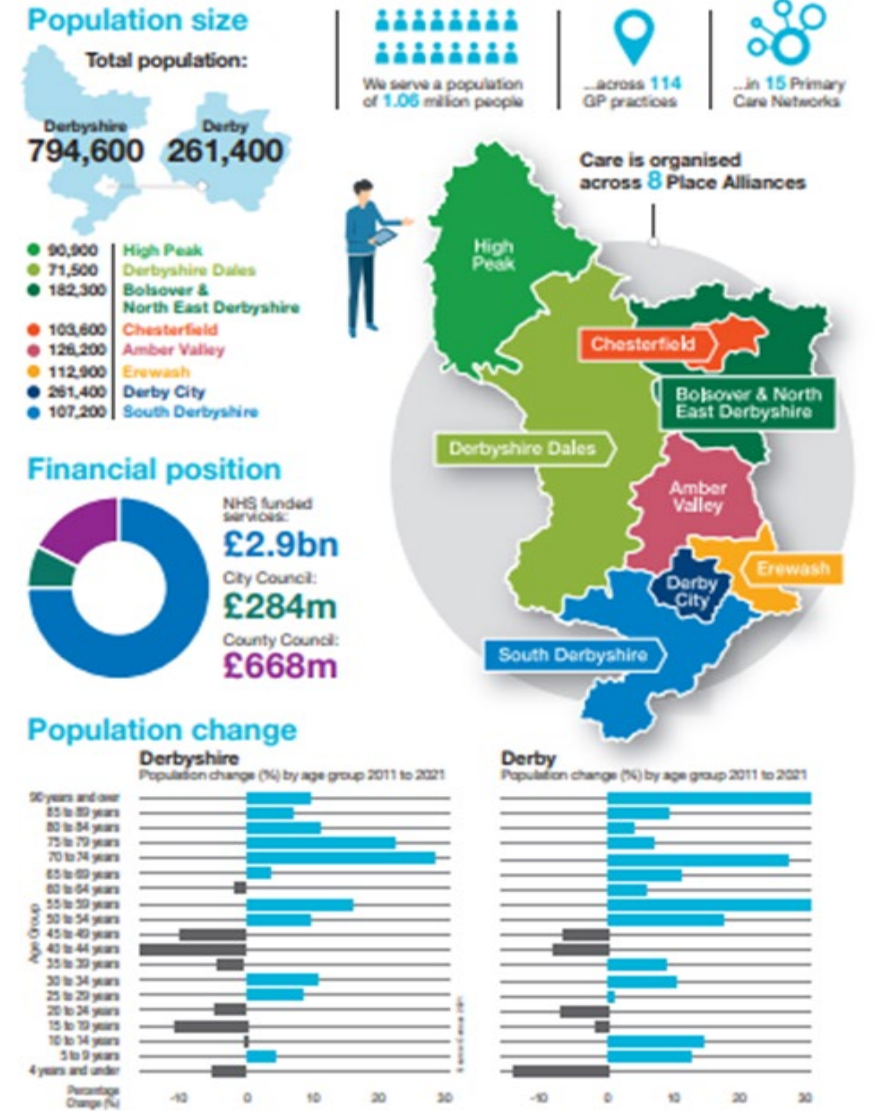 Population size
Total population:
Derbyshire
794,600
Derby
261,400
We serve a population
of 1.06 million people
...across 114
GP practices
...in 15 Primary
Care Networks
Care is organised
across 8 Place Alliances
90,900 High Peak
71,500 Derbyshire Dales
182,300 Bolsover &
North East Derbyshire
103,600 Chesterfield
126,200 Amber Valley
112,900 Erewash
261,400 Derby City
107,200 South Derbyshire
High
Peak
Chesterfield
Bolsover & North
East Derbyshire
Derbyshire Dales
Amber
Valley
Erewash
Derby
City
South Derbyshire
Financial position
NHS funded
services:
£2.9bn
City Council:
£284m
County Council:
£668m
Population change
Derbyshire
Population change (%) by age group 2011 to 2021
Derby
Population change (%) by age group 2011 to 2021
Age Group
90 years and over
85 to 89 years
80 to 84 years
75 to 79 years
70 to 74 years
65 to 69 years
60 to 64 years
55 to 59 years
50 to 54 years
45 to 49 years
40 to 44 years
35 to 39 years
30 to 34 years
25 to 29 years
20 to 24 years
15 to 19 years
10 to 14 years
5 to 9 years
4 years and under
Percentage
Change (%)
-10 0 10 20 30
-10 0 10 20 30